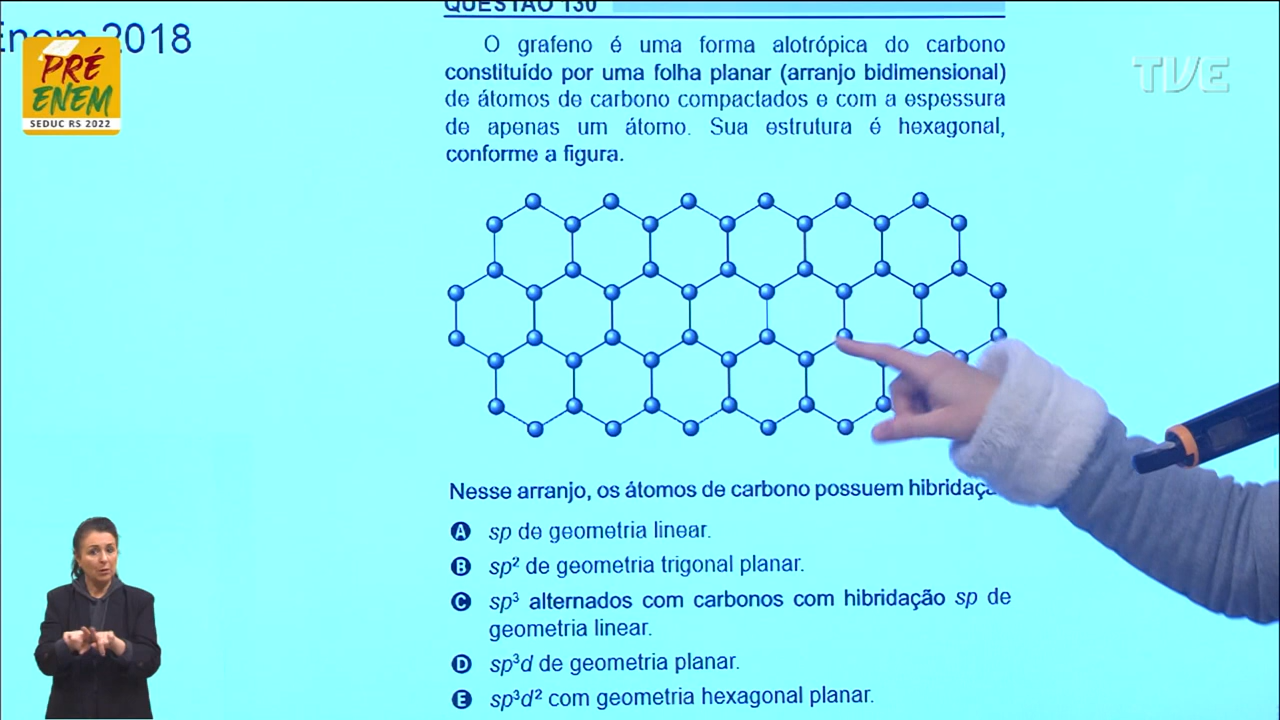 QUESTÃO 130
Enem 2018
PRÉ
ENEM
SEDUC RS 2022
TVE
O grafeno é uma forma alotrópica do carbono
constituído por uma folha planar (arranjo bidimensional)
de átomos de carbono compactados e com a espessura
de apenas um átomo. Sua estrutura é hexagonal,
conforme a figura.
Nesse arranjo, os átomos de carbono possuem hibridaçã
A sp de geometria linear.
B sp² de geometria trigonal planar.
C sp³ alternados com carbonos com hibridação sp de
geometria linear.
D sp³d de geometria planar.
E sp³d² com geometria hexagonal planar.